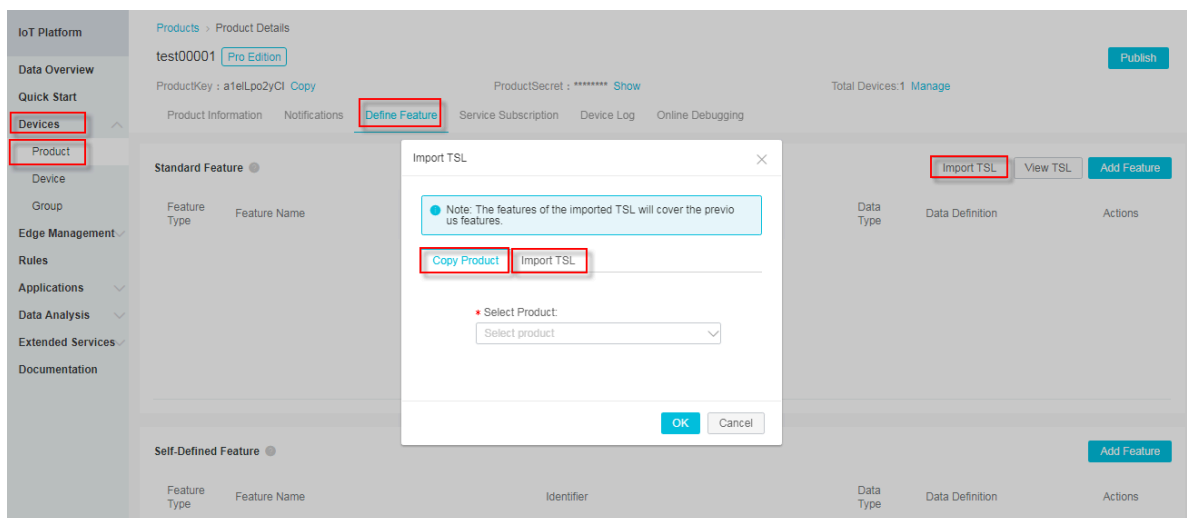 IoT Platform
Data Overview
Quick Start
Devices
Product
Device
Group
Edge Management
Rules
Applications
Data Analysis
Extended Services
Documentation
Products > Product Details
test00001 Pro Edition
Publish
ProductKey : a1elLpo2yCl Copy
ProductSecret : ******** Show
Total Devices:1 Manage
Product Information Notifications Define Feature Service Subscription Device Log Online Debugging
Standard Feature
Import TSL View TSL Add Feature
Feature
Type
Feature Name
Data
Type
Data Definition
Actions
Import TSL
Note: The features of the imported TSL will cover the previo
us features.
Copy Product Import TSL
* Select Product:
Select product
OK Cancel
Self-Defined Feature
Add Feature
Feature
Type
Feature Name
Identifier
Data
Type
Data Definition
Actions